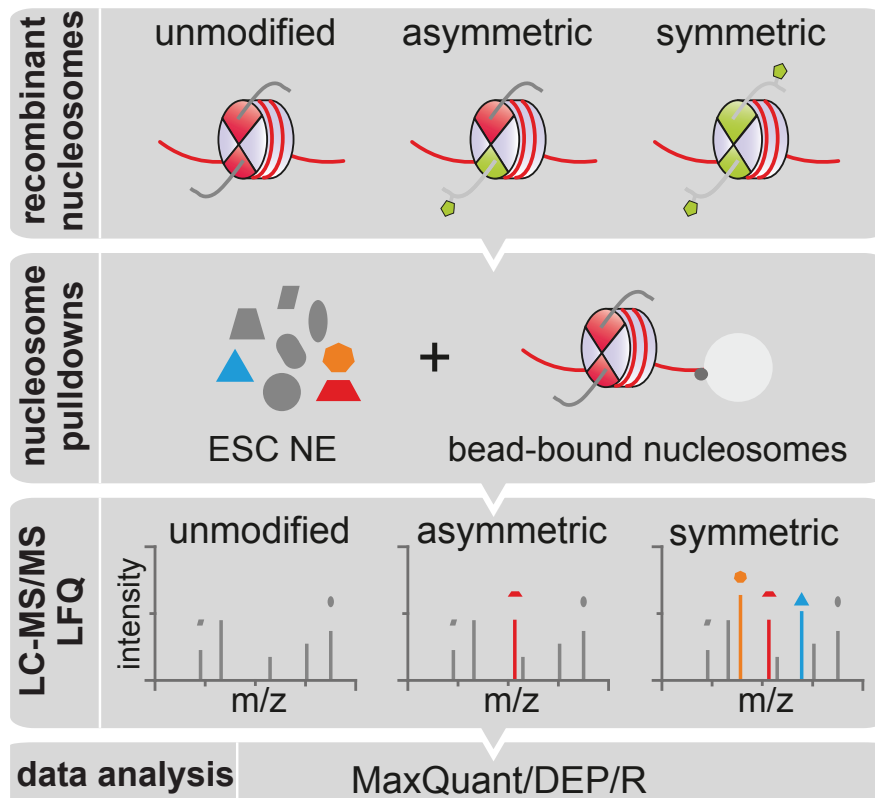 recombinant
nucleosomes
unmodified
asymmetric
symmetric
nucleosome
pulldowns
+
ESC NE
bead-bound nucleosomes
LC-MS/MS
LFQ
unmodified
asymmetric
symmetric
intensity
m/z
m/z
m/z
data analysis
MaxQuant/DEP/R